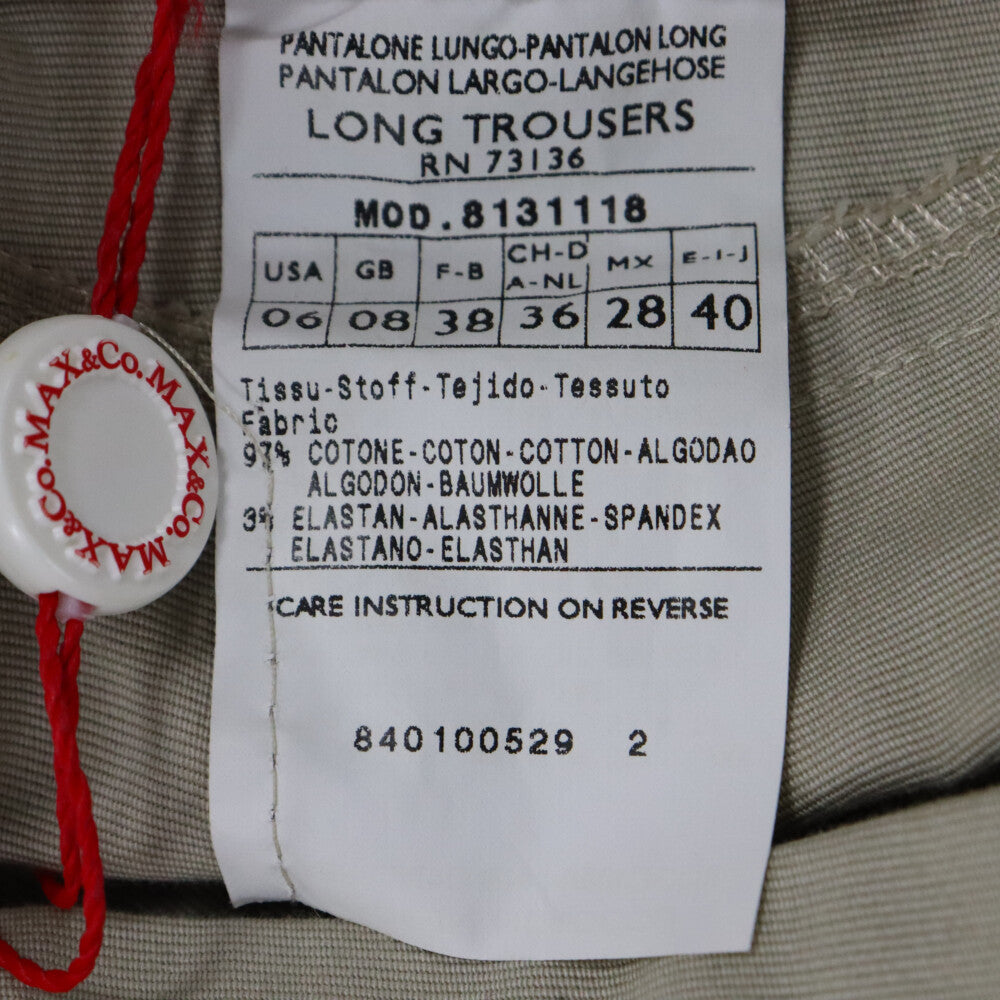 PANTALONE LUNGO-PANTALON LONG
PANTALON LARGO-LANGEHOSE
LONG TROUSERS
RN 73136
MOD.8131118
USA GB F-B CH-D A-NL MX E-I-J
06 08 38 36 28 40
Tissu-Stoff-Tejido-Tessuto
Fabric
97% COTONE-COTON-COTTON-ALGODAO
ALGODON-BAUMWOLLE
3% ELASTAN-ALASTHANNE-SPANDEX
ELASTANO-ELASTHAN
CARE INSTRUCTION ON REVERSE
840100529 2
MAX&Co.MAX&Co.MAX&Co.